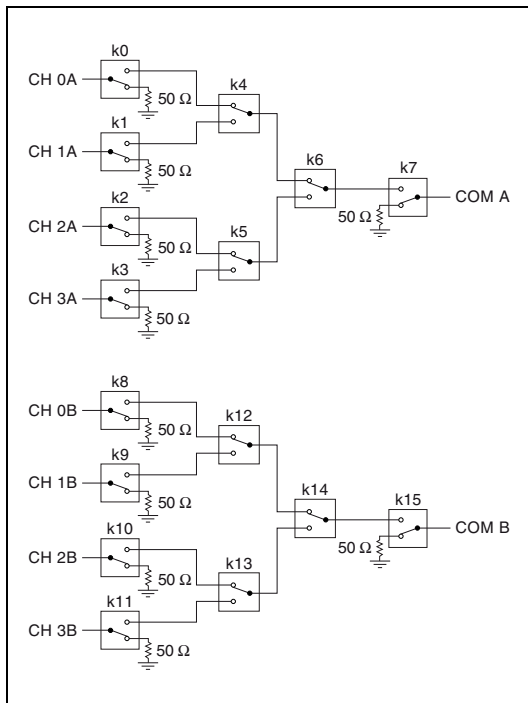 k0
CH 0A
50 Ω
k4
k1
CH 1A
50 Ω
k6
k7
COM A
50 Ω
k2
CH 2A
50 Ω
k5
k3
CH 3A
50 Ω
k8
CH 0B
50 Ω
k12
k9
CH 1B
50 Ω
k14
k15
COM B
50 Ω
k10
CH 2B
50 Ω
k13
k11
CH 3B
50 Ω